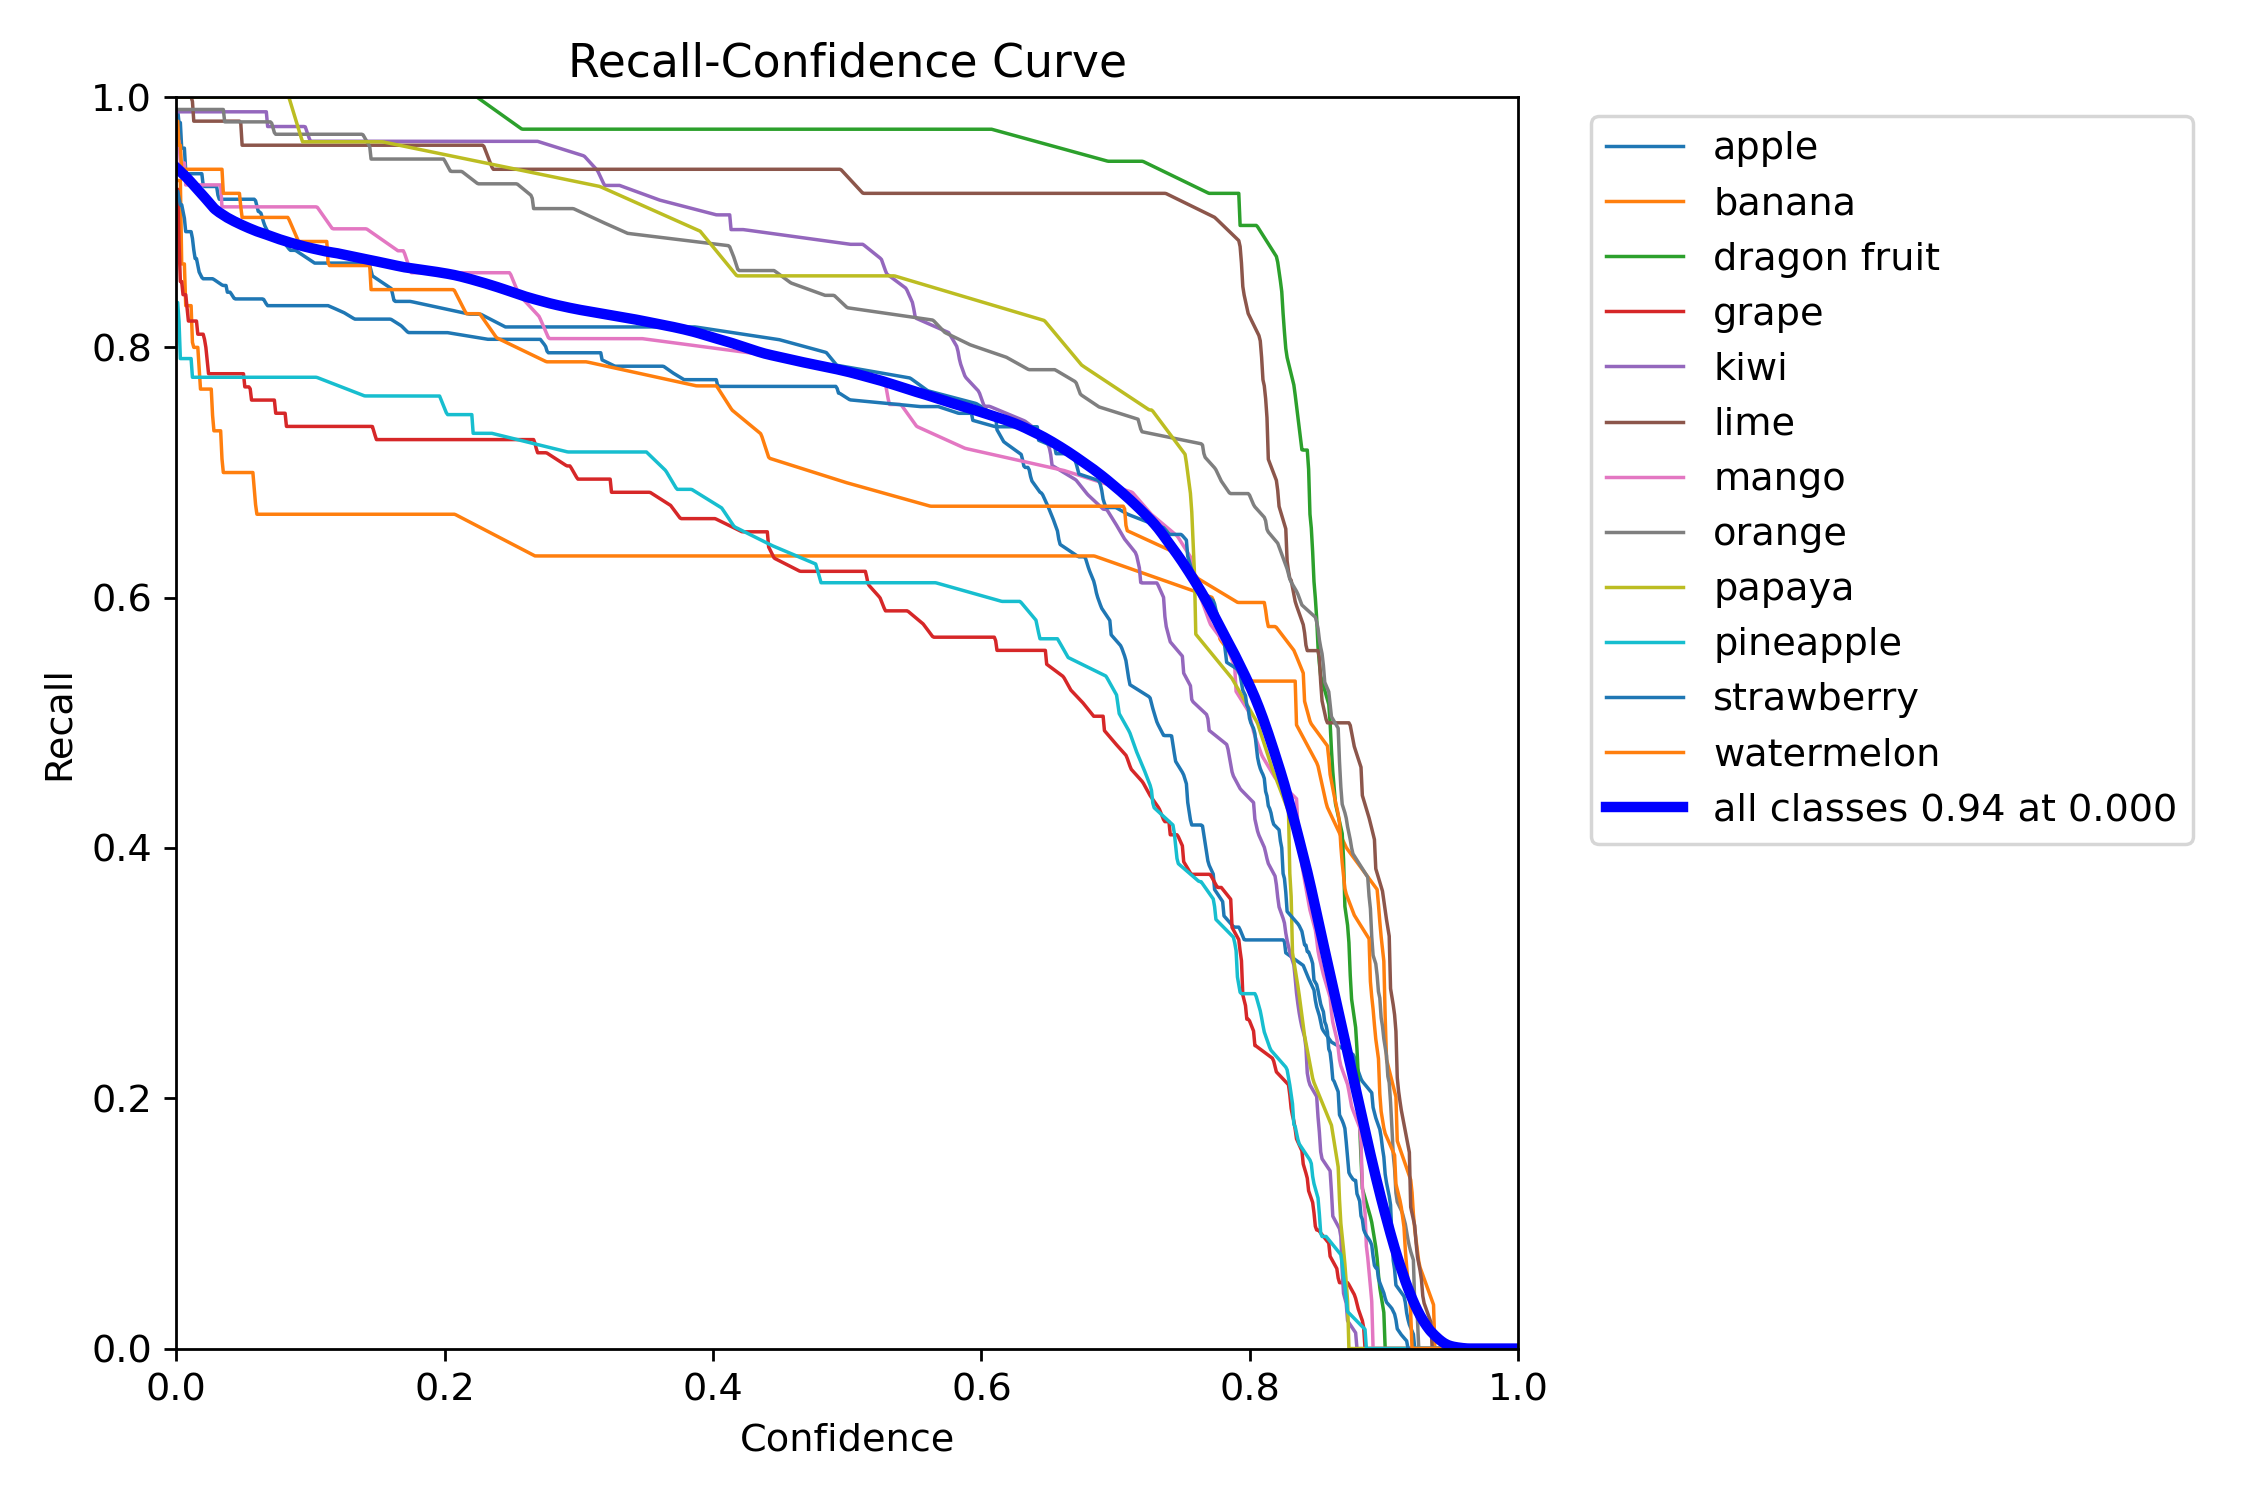 Recall-Confidence Curve
1.0
0.8
0.6
0.4
0.2
0.0
Recall
0.0 0.2 0.4 0.6 0.8 1.0
Confidence
apple
banana
dragon fruit
grape
kiwi
lime
mango
orange
papaya
pineapple
strawberry
watermelon
all classes 0.94 at 0.000